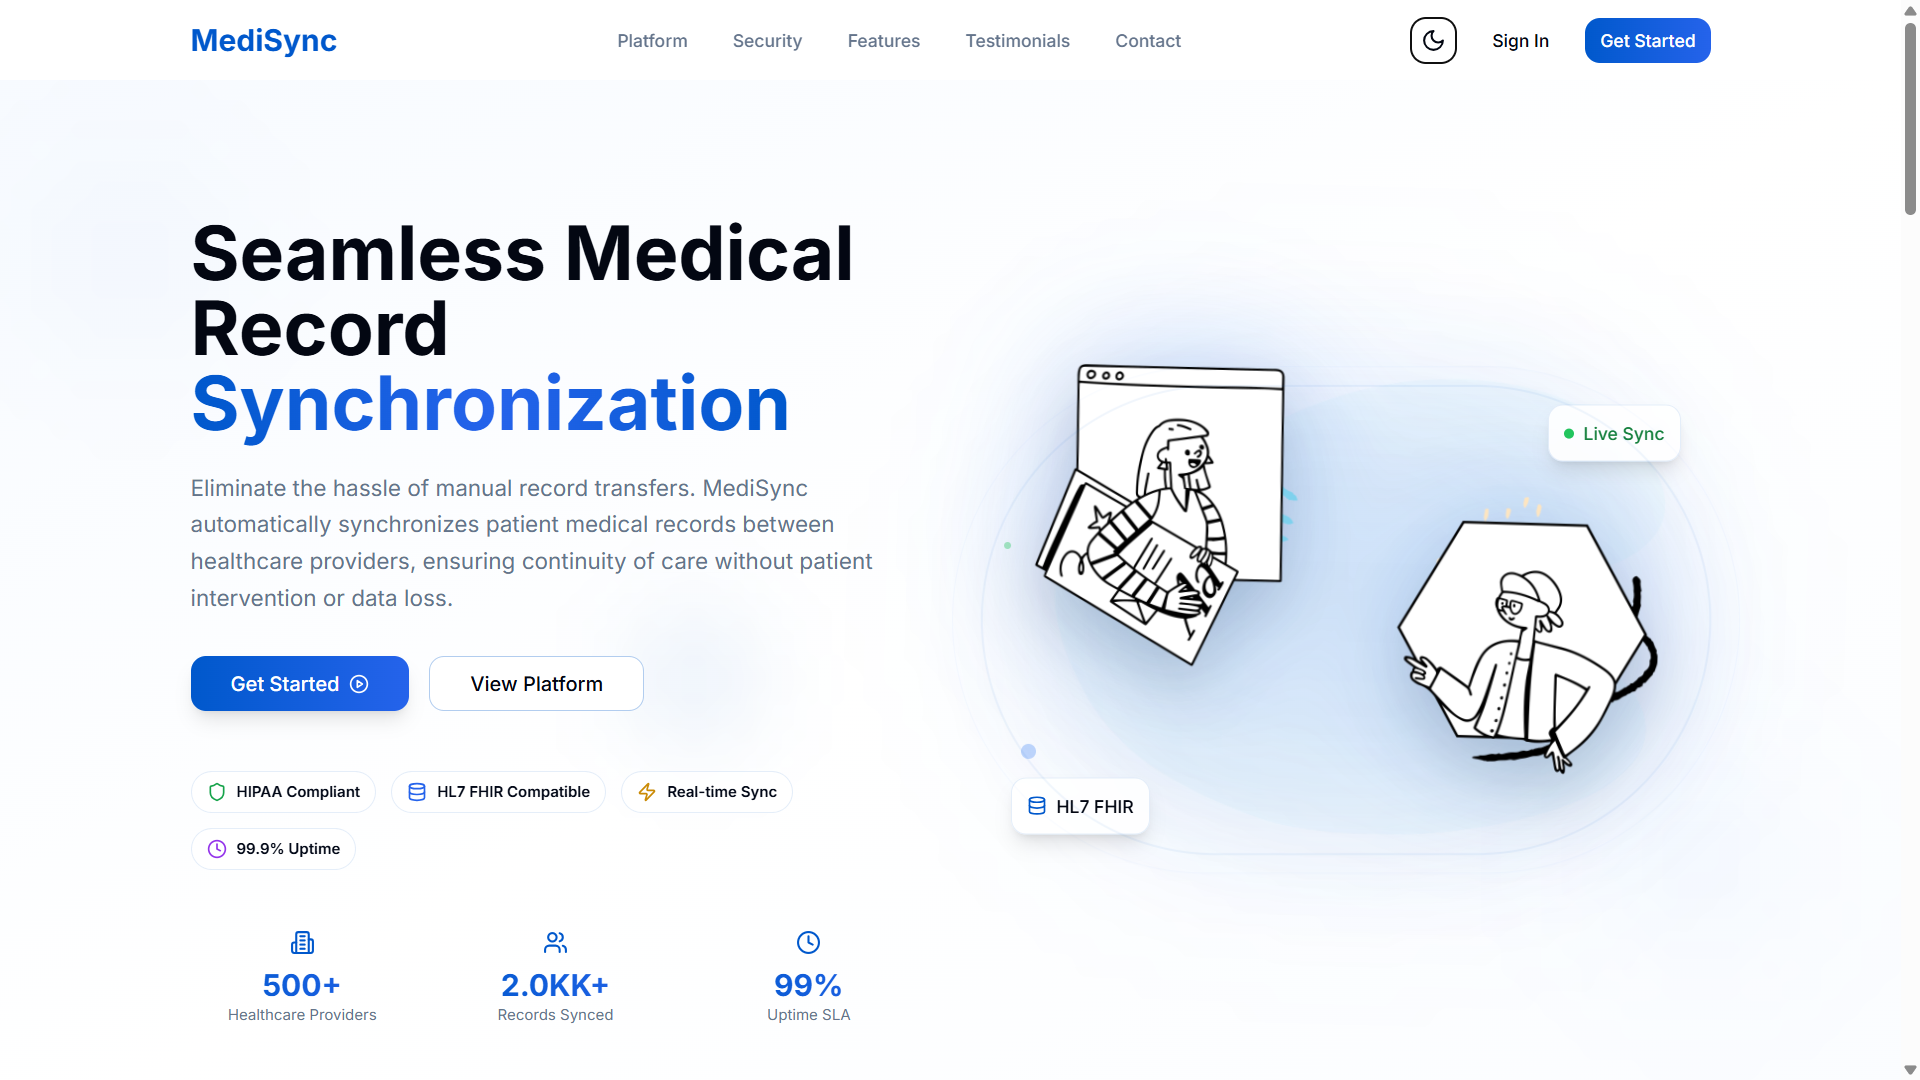 MediSync
Platform
Security
Features
Testimonials
Contact
Sign In
Get Started
Seamless Medical
Record
Synchronization
Eliminate the hassle of manual record transfers. MediSync
automatically synchronizes patient medical records between
healthcare providers, ensuring continuity of care without patient
intervention or data loss.
Get Started
View Platform
HIPAA Compliant
HL7 FHIR Compatible
Real-time Sync
99.9% Uptime
500+
Healthcare Providers
2.0KK+
Records Synced
99%
Uptime SLA
Live Sync
HL7 FHIR